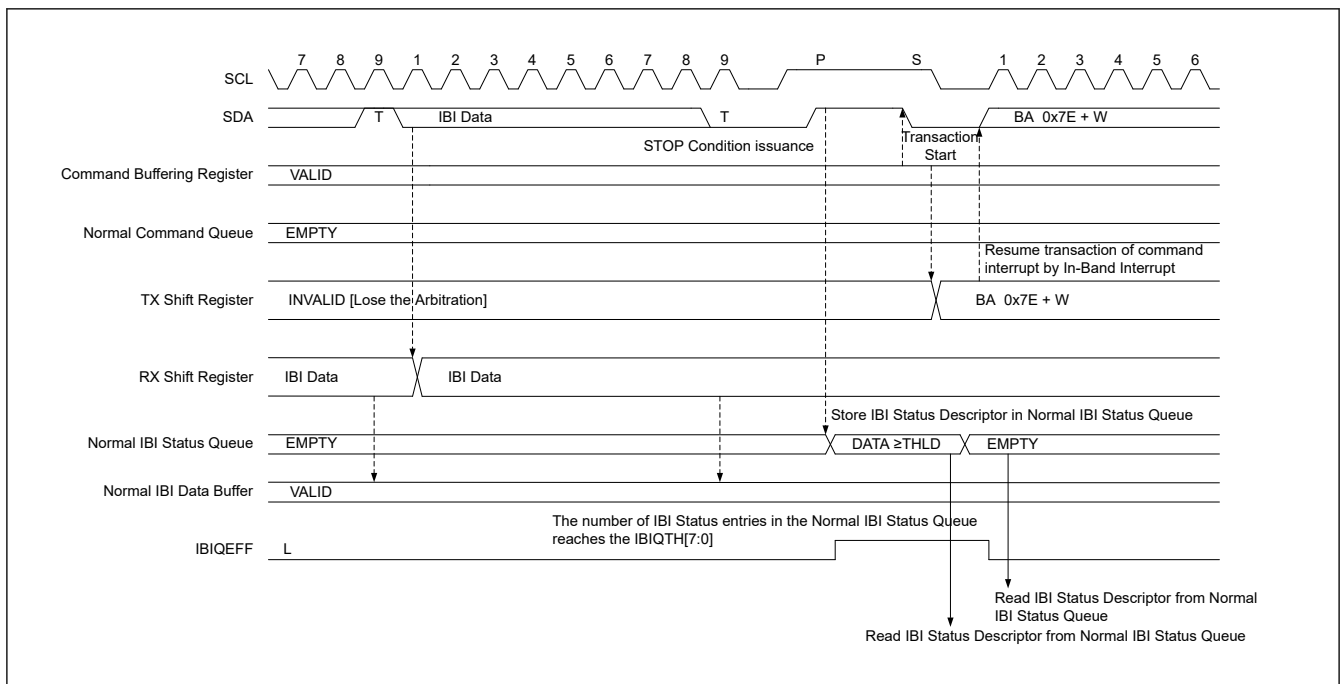 7 8 9 1 2 3 4 5 6 7 8 9 P S 1 2 3 4 5 6
SCL
SDA T IBI Data T BA 0x7E + W
STOP Condition issuance
Transaction
Start
Command Buffering Register VALID
Normal Command Queue EMPTY
Resume transaction of command
interrupt by In-Band Interrupt
TX Shift Register INVALID [Lose the Arbitration] BA 0x7E + W
RX Shift Register IBI Data IBI Data
Store IBI Status Descriptor in Normal IBI Status Queue
Normal IBI Status Queue EMPTY DATA ≥THLD EMPTY
Normal IBI Data Buffer VALID
The number of IBI Status entries in the Normal IBI Status Queue
reaches the IBIQTH[7:0]
IBIQEFF L
Read IBI Status Descriptor from Normal
IBI Status Queue
Read IBI Status Descriptor from Normal IBI Status Queue